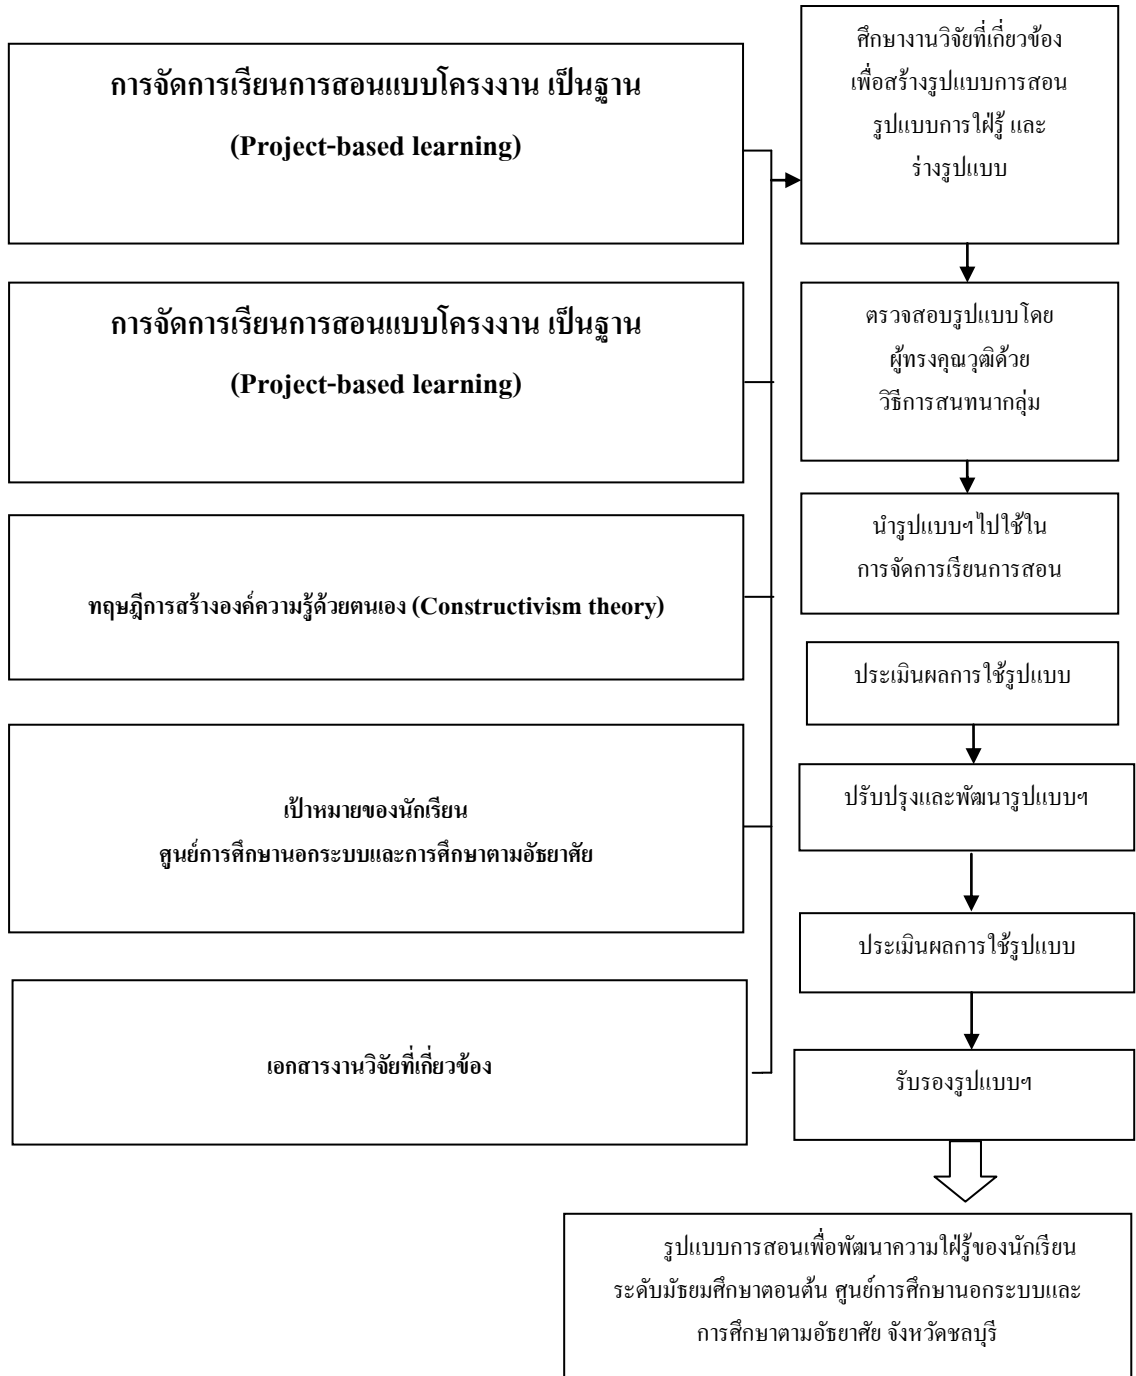 การจัดการเรียนการสอนแบบโครงงาน เป็นฐาน
(Project-based learning)
การจัดการเรียนการสอนแบบโครงงาน เป็นฐาน
(Project-based learning)
ทฤษฎีการสร้างองค์ความรู้ด้วยตนเอง (Constructivism theory)
เป้าหมายของนักเรียน
ศูนย์การศึกษานอกระบบและการศึกษาตามอัธยาศัย
เอกสารงานวิจัยที่เกี่ยวข้อง
ศึกษางานวิจัยที่เกี่ยวข้อง
เพื่อสร้างรูปแบบการสอน
รูปแบบการใฝ่รู้ และ
ร่างรูปแบบ
ตรวจสอบรูปแบบโดย
ผู้ทรงคุณวุฒิด้วย
วิธีการสนทนากลุ่ม
นำรูปแบบฯไปใช้ใน
การจัดการเรียนการสอน
ประเมินผลการใช้รูปแบบ
ปรับปรุงและพัฒนารูปแบบฯ
ประเมินผลการใช้รูปแบบ
รับรองรูปแบบฯ
รูปแบบการสอนเพื่อพัฒนาความใฝ่รู้ของนักเรียน
ระดับมัธยมศึกษาตอนต้น ศูนย์การศึกษานอกระบบและ
การศึกษาตามอัธยาศัย จังหวัดชลบุรี